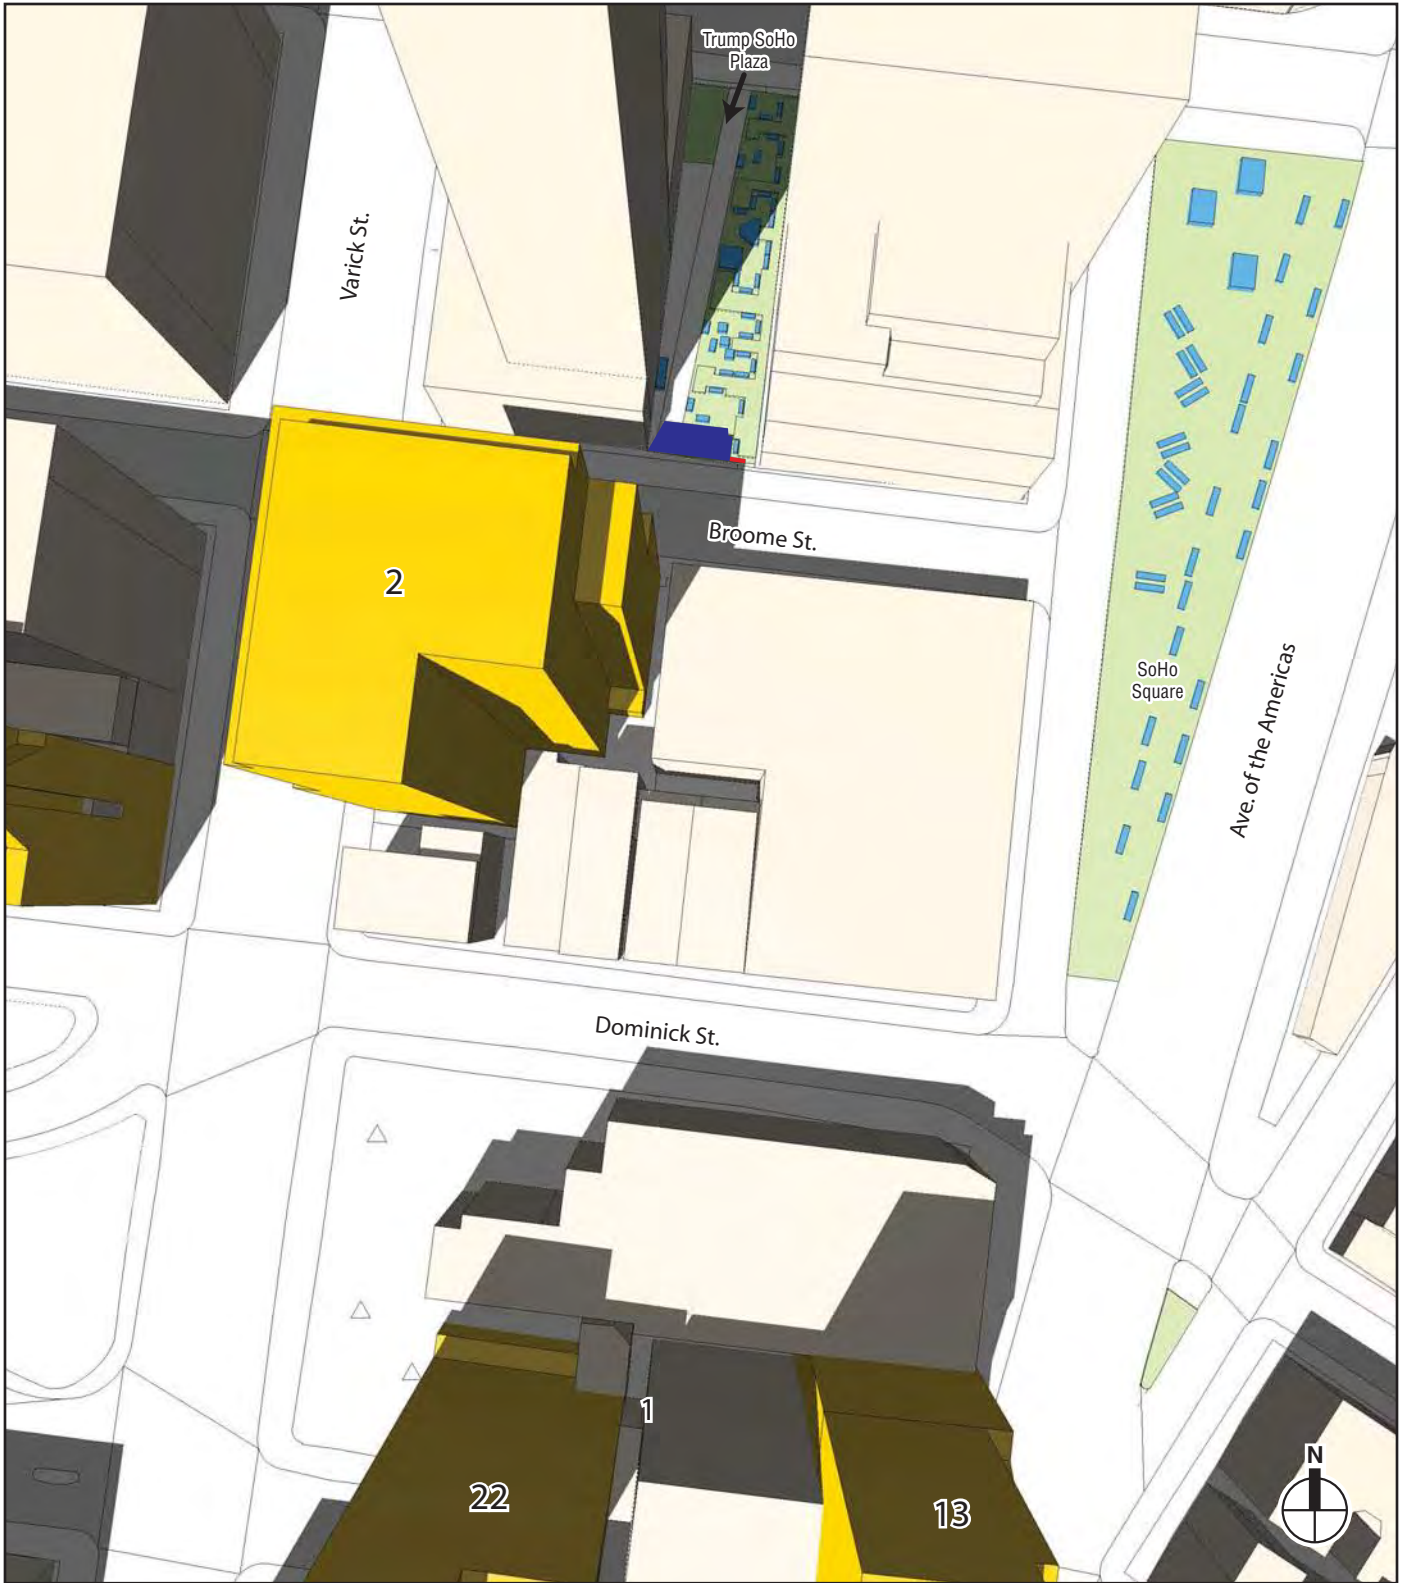 Trump SoHo
Plaza
Varick St.
Broome St.
2
SoHo
Square
Ave. of the Americas
Dominick St.
1
22
13
N